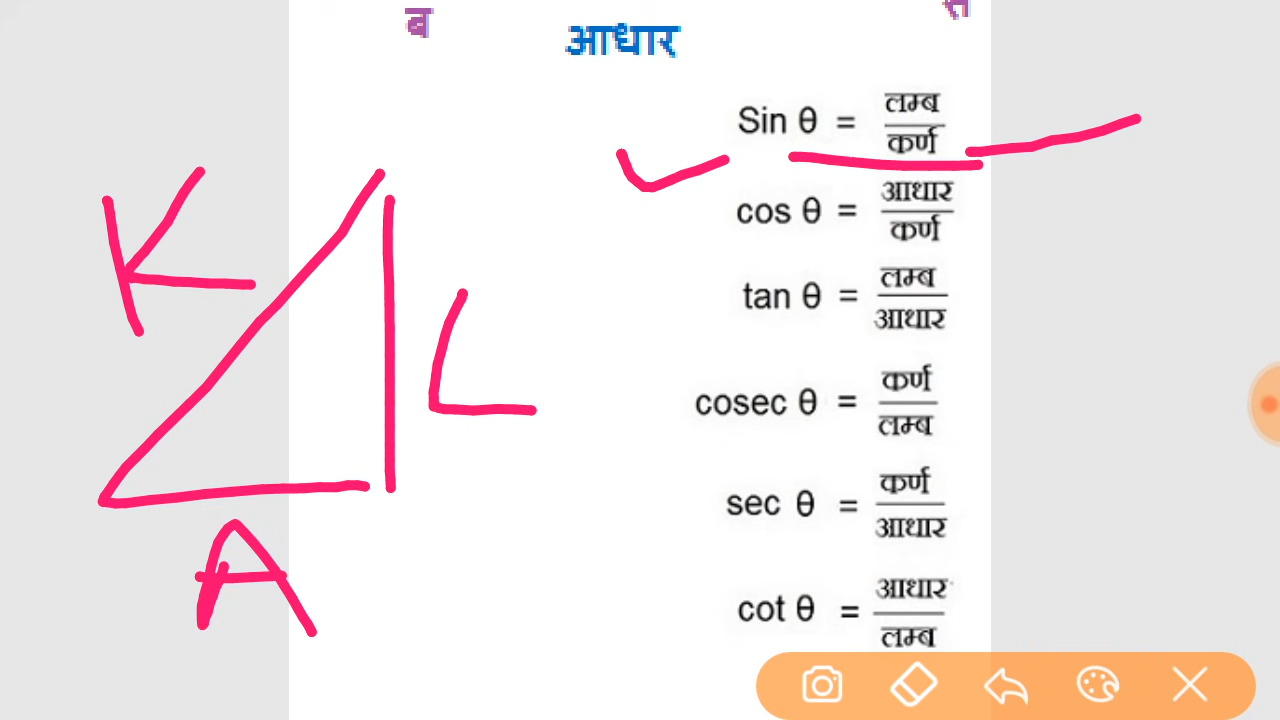 ब
आधार
Sin θ = लम्ब / कर्ण
cos θ = आधार / कर्ण
tan θ = लम्ब / आधार
cosec θ = कर्ण / लम्ब
sec θ = कर्ण / आधार
cot θ = आधार / लम्ब
K
L
A